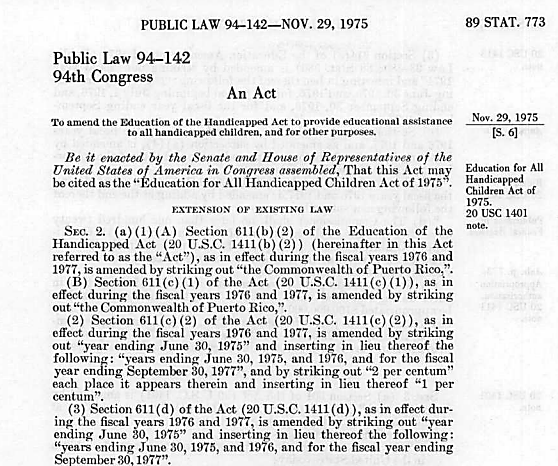 PUBLIC LAW 94–142—NOV. 29, 1975
89 STAT. 773
Public Law 94–142
94th Congress
An Act
To amend the Education of the Handicapped Act to provide educational assistance
to all handicapped children, and for other purposes.
Nov. 29, 1975
[S. 6]
Be it enacted by the Senate and House of Representatives of the
United States of America in Congress assembled, That this Act may
be cited as the “Education for All Handicapped Children Act of 1975”.
Education for All
Handicapped
Children Act of
1975.
20 USC 1401
note.
EXTENSION OF EXISTING LAW
SEC. 2. (a)(1)(A) Section 611(b)(2) of the Education of the
Handicapped Act (20 U.S.C. 1411(b)(2)) (hereinafter in this Act
referred to as the “Act”), as in effect during the fiscal years 1976 and
1977, is amended by striking out “the Commonwealth of Puerto Rico,”.
(B) Section 611(c)(1) of the Act (20 U.S.C. 1411(c)(1)), as in
effect during the fiscal years 1976 and 1977, is amended by striking
out “the Commonwealth of Puerto Rico,”.
(2) Section 611(c)(2) of the Act (20 U.S.C. 1411(c)(2)), as in
effect during the fiscal years 1976 and 1977, is amended by striking
out “year ending June 30, 1975” and inserting in lieu thereof the
following: “years ending June 30, 1975, and 1976, and for the fiscal
year ending September 30, 1977”, and by striking out “2 per centum”
each place it appears therein and inserting in lieu thereof “1 per
centum”.
(3) Section 611(d) of the Act (20 U.S.C. 1411(d)), as in effect dur-
ing the fiscal years 1976 and 1977, is amended by striking out “year
ending June 30, 1975” and inserting in lieu thereof the following:
“years ending June 30, 1975, and 1976, and for the fiscal year ending
September 30, 1977”.